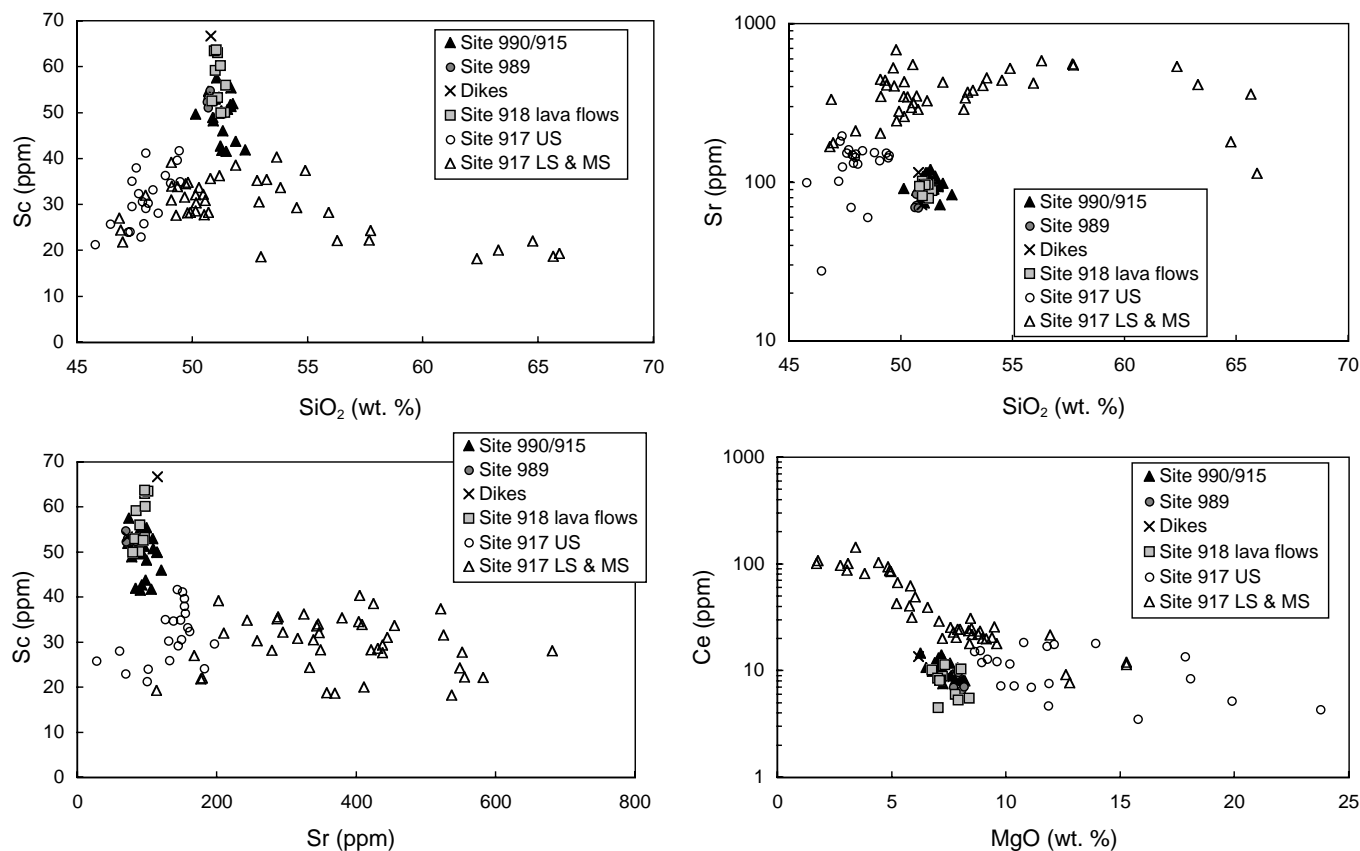 70
60
50
40
30
20
10
0
Sc (ppm)
45 50 55 60 65 70
SiO₂ (wt. %)
Site 990/915
Site 989
Dikes
Site 918 lava flows
Site 917 US
Site 917 LS & MS
1000
100
10
Sr (ppm)
45 50 55 60 65 70
SiO₂ (wt. %)
Site 990/915
Site 989
Dikes
Site 918 lava flows
Site 917 US
Site 917 LS & MS
70
60
50
40
30
20
10
0
Sc (ppm)
0 200 400 600 800
Sr (ppm)
Site 990/915
Site 989
Dikes
Site 918 lava flows
Site 917 US
Site 917 LS & MS
1000
100
10
1
Ce (ppm)
0 5 10 15 20 25
MgO (wt. %)
Site 990/915
Site 989
Dikes
Site 918 lava flows
Site 917 US
Site 917 LS & MS